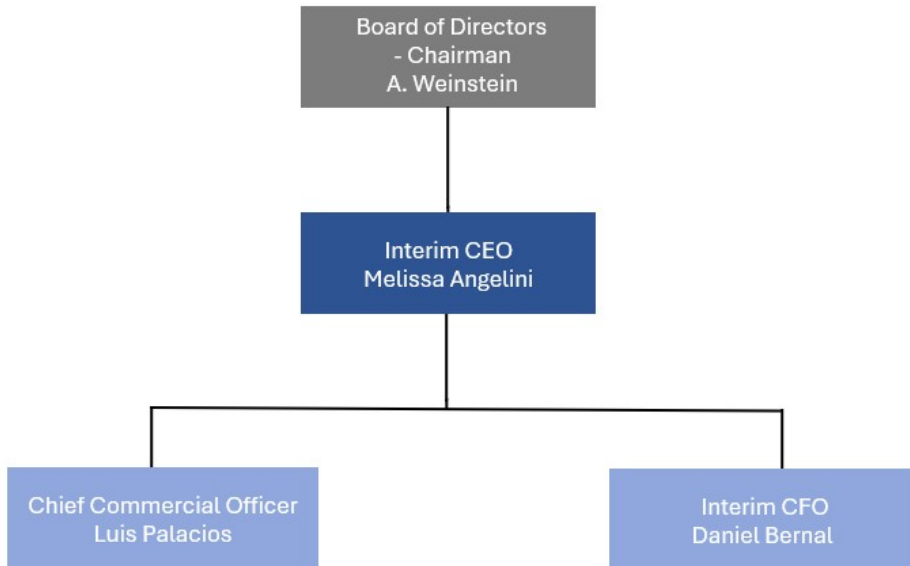 Board of Directors
- Chairman
A. Weinstein
Interim CEO
Melissa Angelini
Chief Commercial Officer
Luis Palacios
Interim CFO
Daniel Bernal